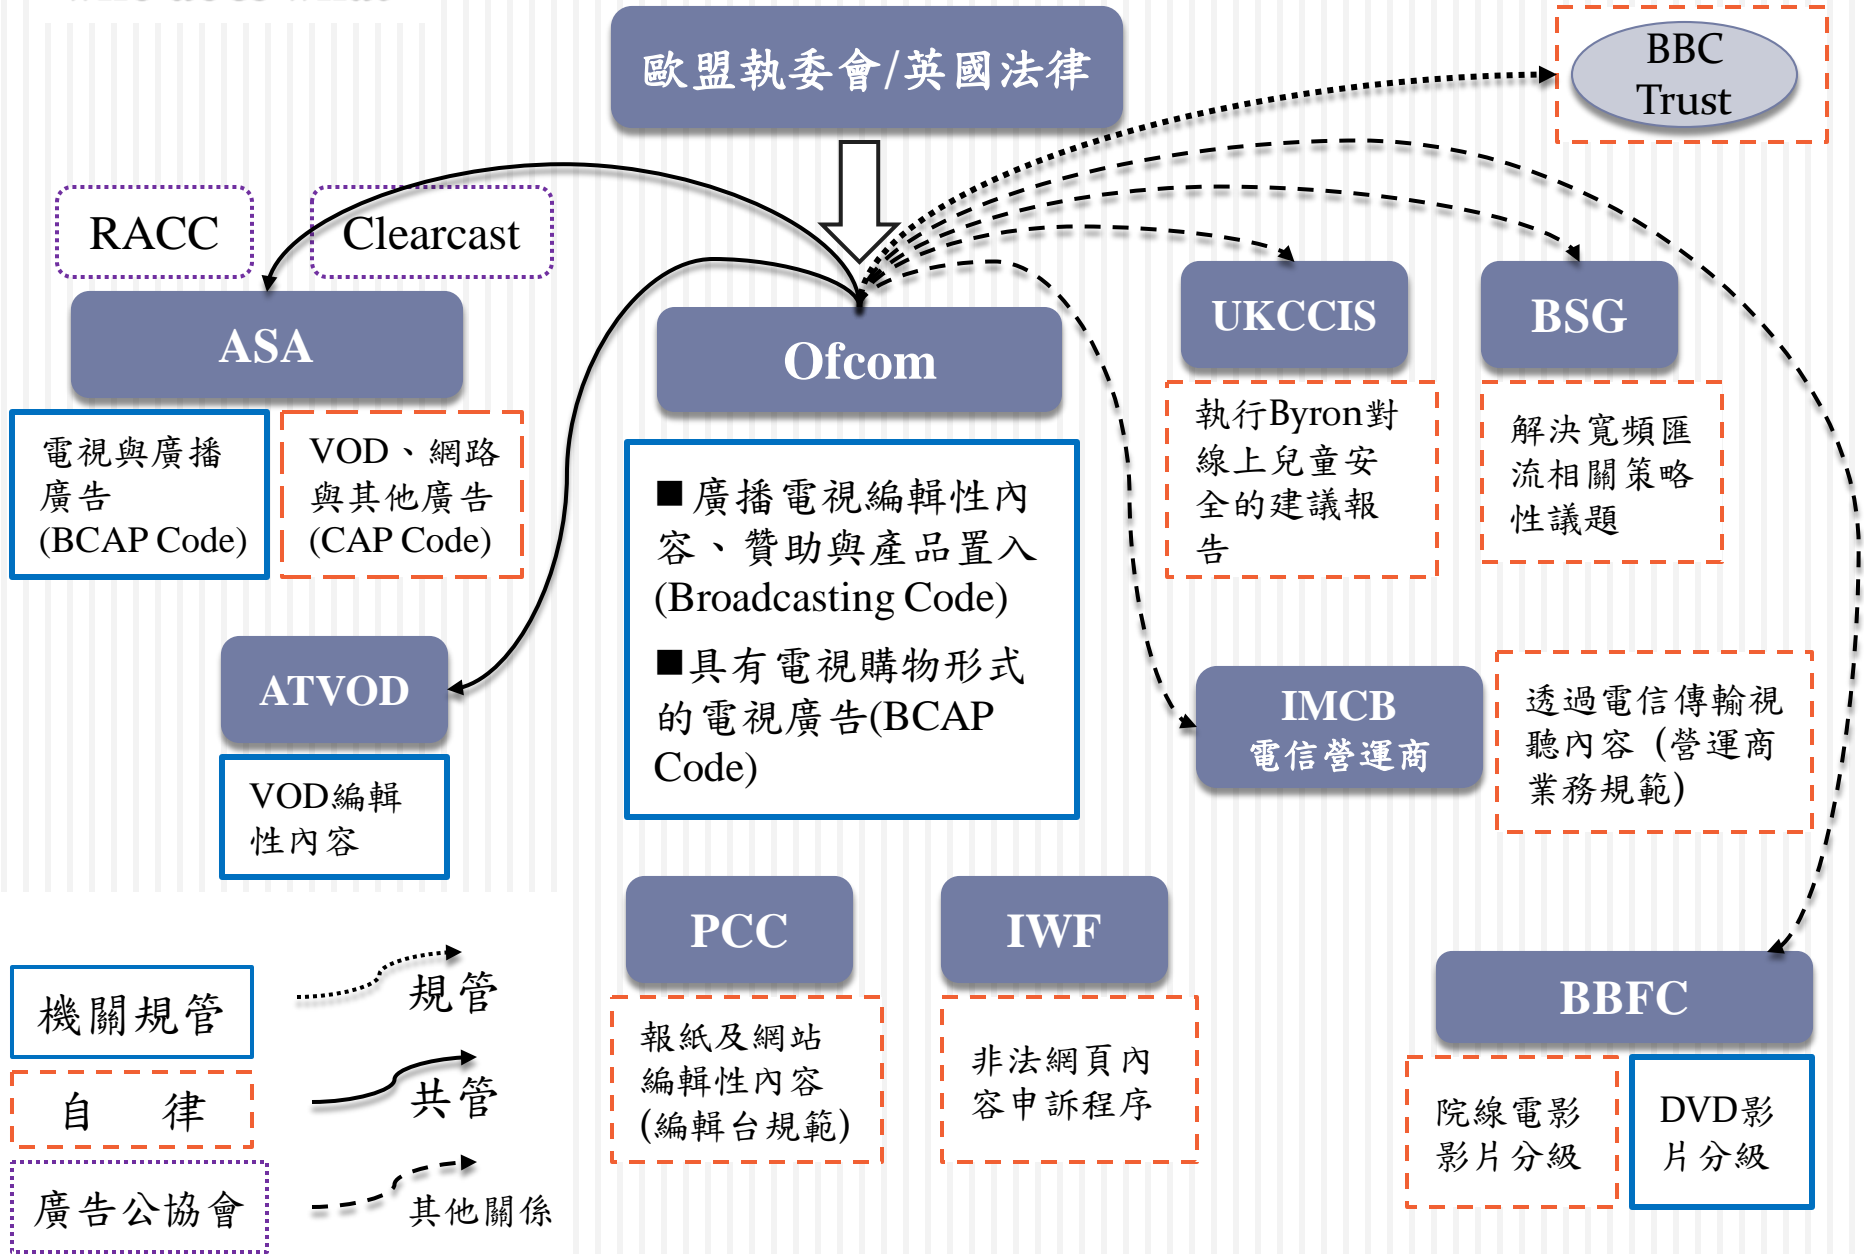 歐盟執委會/英國法律
BBC
Trust
RACC
Clearcast
ASA
Ofcom
UKCCIS
BSG
電視與廣播
廣告
(BCAP Code)
VOD、網路
與其他廣告
(CAP Code)
■廣播電視編輯性內
容、贊助與產品置入
(Broadcasting Code)
■具有電視購物形式
的電視廣告(BCAP
Code)
執行Byron對
線上兒童安
全的建議報
告
解決寬頻匯
流相關策略
性議題
ATVOD
VOD編輯
性內容
IMCB
電信營運商
透過電信傳輸視
聽內容 (營運商
業務規範)
PCC
IWF
報紙及網站
編輯性內容
(編輯台規範)
非法網頁內
容申訴程序
BBFC
院線電影
影片分級
DVD影
片分級
機關規管
規管
自 律
共管
廣告公協會
其他關係